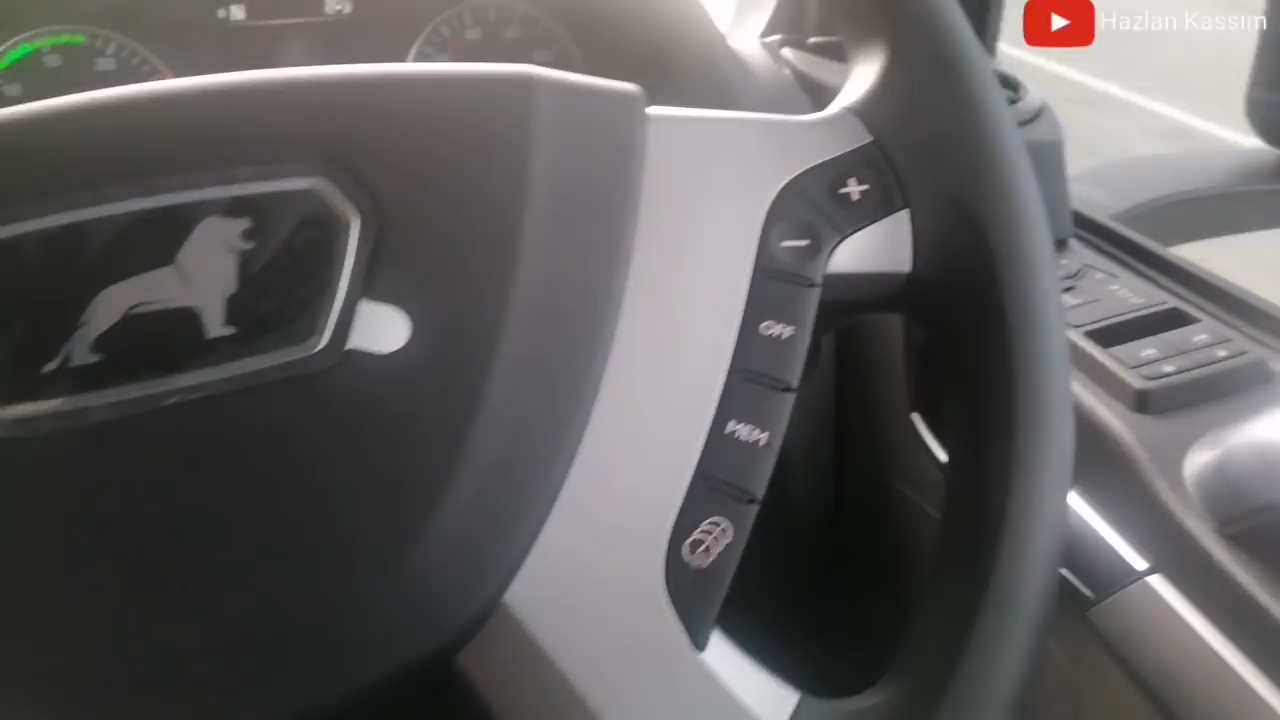 Hazlan Kassim
N
+
−
OFF
MEM